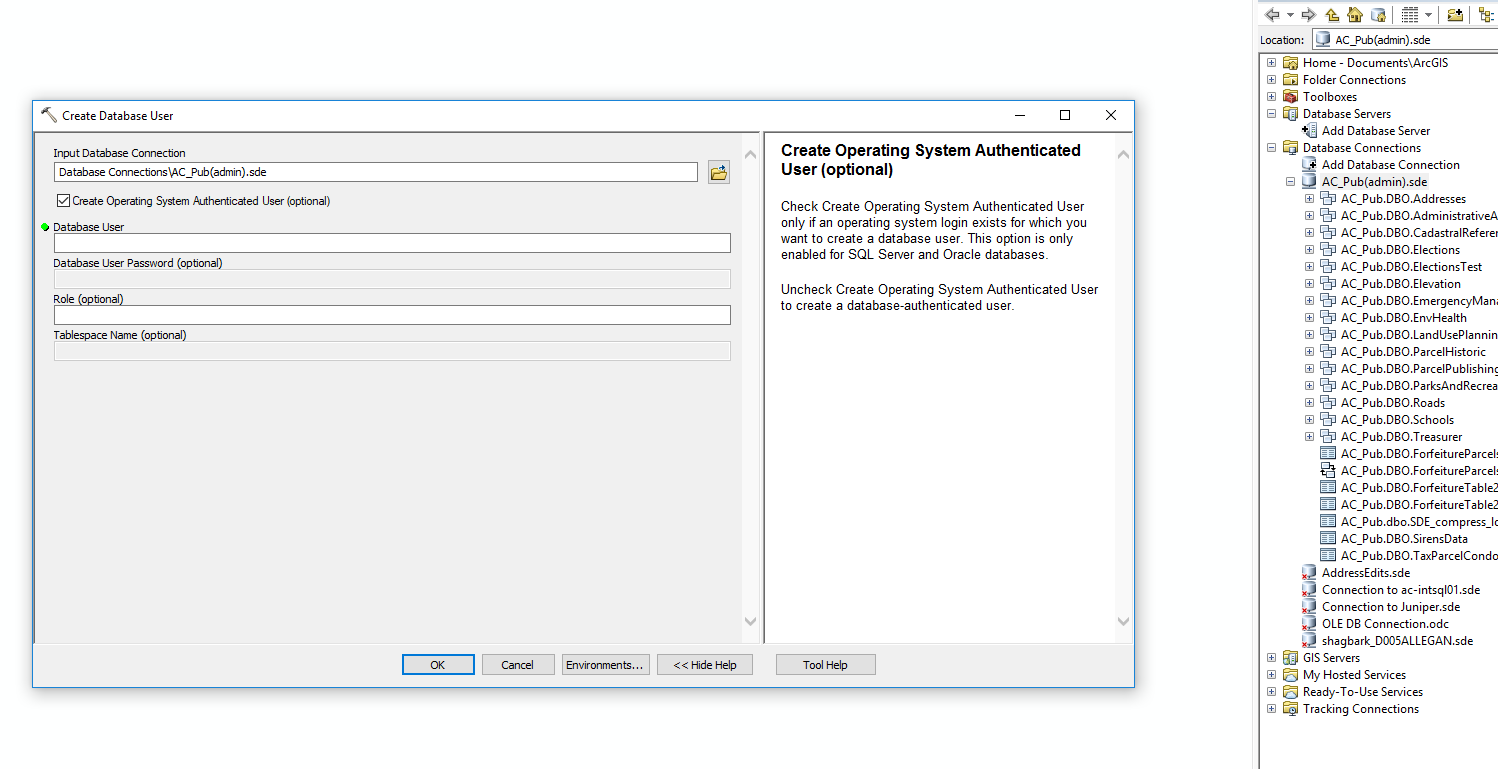 Create Database User
Input Database Connection
Database Connections\AC_Pub(admin).sde
Create Operating System Authenticated User (optional)
Database User
Database User Password (optional)
Role (optional)
Tablespace Name (optional)
OK
Cancel
Environments...
<< Hide Help
Tool Help
Create Operating System Authenticated
User (optional)
Check Create Operating System Authenticated User
only if an operating system login exists for which you
want to create a database user. This option is only
enabled for SQL Server and Oracle databases.
Uncheck Create Operating System Authenticated User
to create a database-authenticated user.
Location:
AC_Pub(admin).sde
Home - Documents\ArcGIS
Folder Connections
Toolboxes
Database Servers
Add Database Server
Database Connections
Add Database Connection
AC_Pub(admin).sde
AC_Pub.DBO.Addresses
AC_Pub.DBO.AdministrativeA
AC_Pub.DBO.CadastralReferen
AC_Pub.DBO.Elections
AC_Pub.DBO.ElectionsTest
AC_Pub.DBO.Elevation
AC_Pub.DBO.EmergencyMana
AC_Pub.DBO.EnvHealth
AC_Pub.DBO.LandUsePlannin
AC_Pub.DBO.ParcelHistoric
AC_Pub.DBO.ParcelPublishing
AC_Pub.DBO.ParksAndRecrea
AC_Pub.DBO.Roads
AC_Pub.DBO.Schools
AC_Pub.DBO.Treasurer
AC_Pub.DBO.ForfeitureParcels
AC_Pub.DBO.ForfeitureParcels
AC_Pub.DBO.ForfeitureTable2
AC_Pub.DBO.ForfeitureTable2
AC_Pub.dbo.SDE_compress_lo
AC_Pub.DBO.SirensData
AC_Pub.DBO.TaxParcelCondo
AddressEdits.sde
Connection to ac-intsql01.sde
Connection to Juniper.sde
OLE DB Connection.odc
shagbark_D005ALLEGAN.sde
GIS Servers
My Hosted Services
Ready-To-Use Services
Tracking Connections